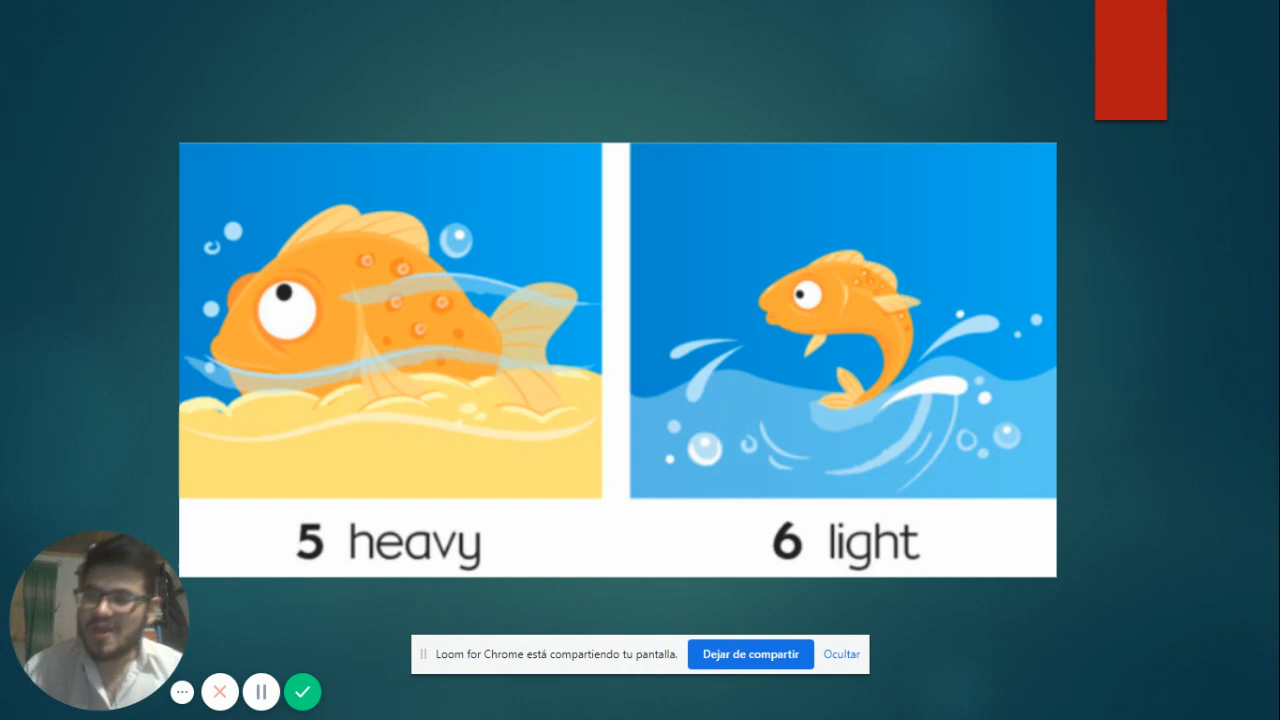 5 heavy
6 light
Loom for Chrome está compartiendo tu pantalla.
Dejar de compartir
Ocultar